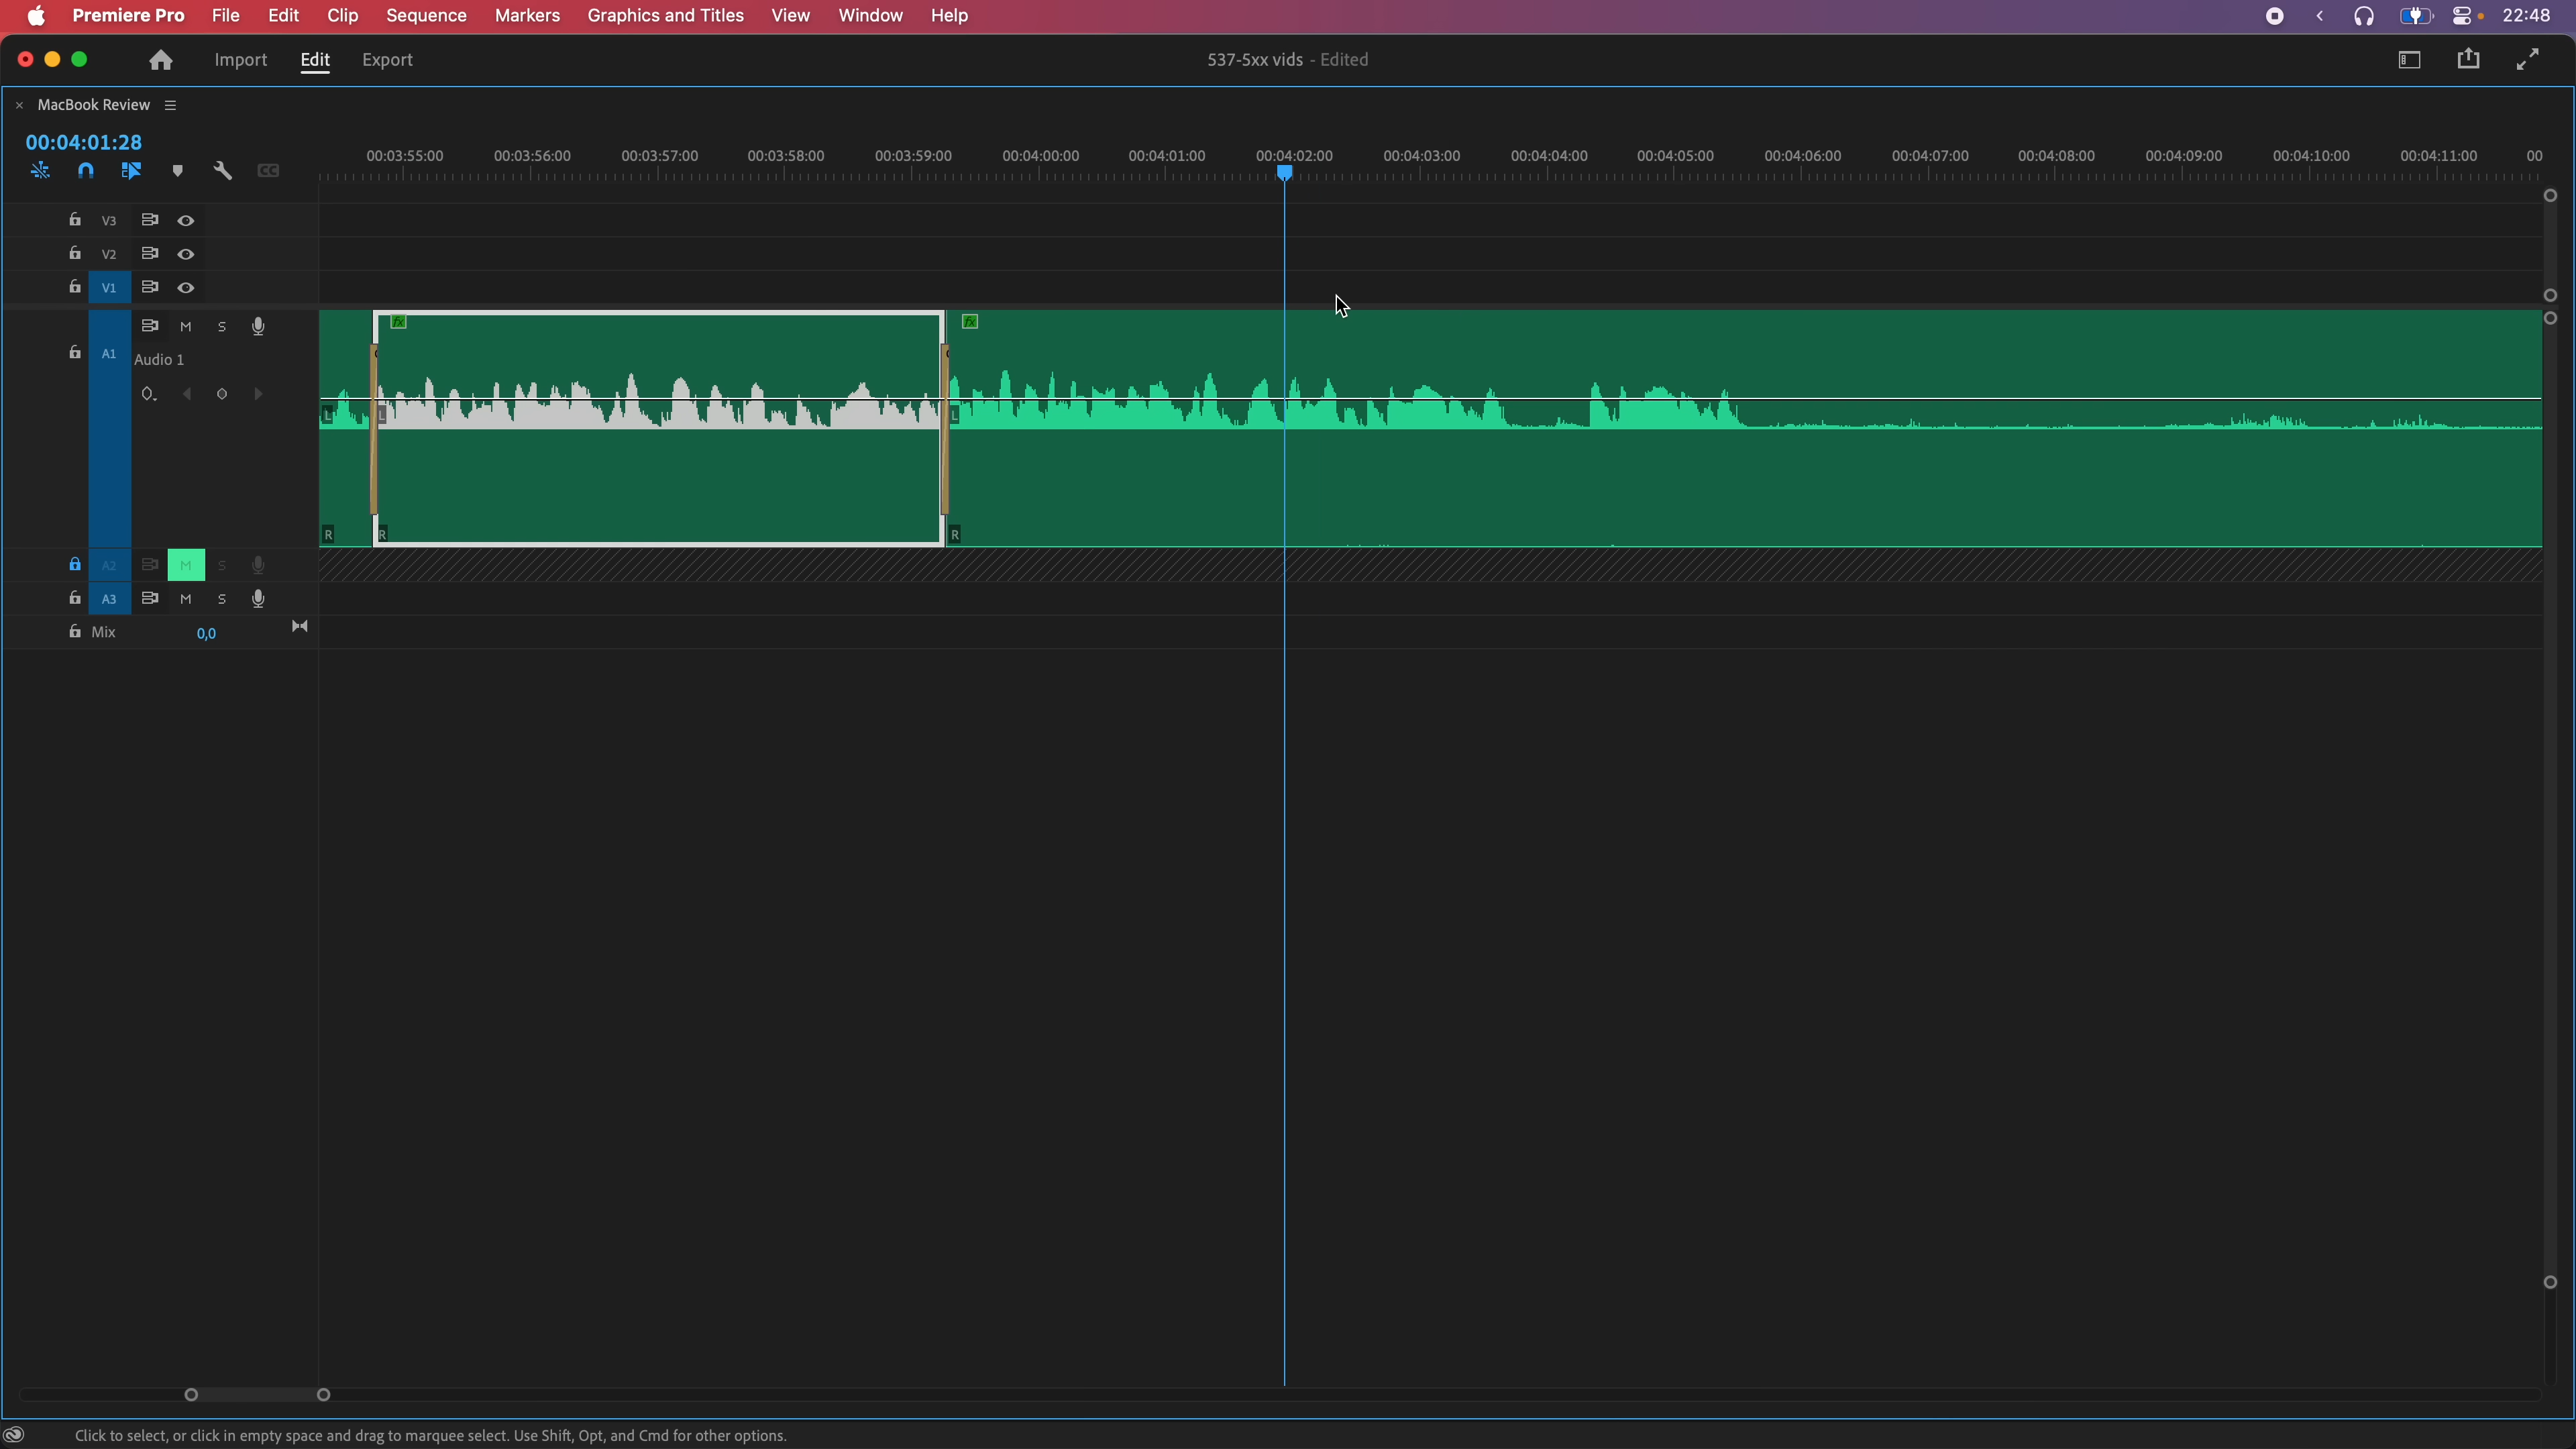 Premiere Pro File Edit Clip Sequence Markers Graphics and Titles View Window Help 22:48
Import Edit Export 537-5xx vids - Edited
× MacBook Review
00:04:01:28
00:03:55:00 00:03:56:00 00:03:57:00 00:03:58:00 00:03:59:00 00:04:00:00 00:04:01:00 00:04:02:00 00:04:03:00 00:04:04:00 00:04:05:00 00:04:06:00 00:04:07:00 00:04:08:00 00:04:09:00 00:04:10:00 00:04:11:00 00
CC
V3
V2
V1
M S fx fx
A1
Audio 1
L L L
R R R
A2 M S
A3 M S
Mix 0,0
Click to select, or click in empty space and drag to marquee select. Use Shift, Opt, and Cmd for other options.